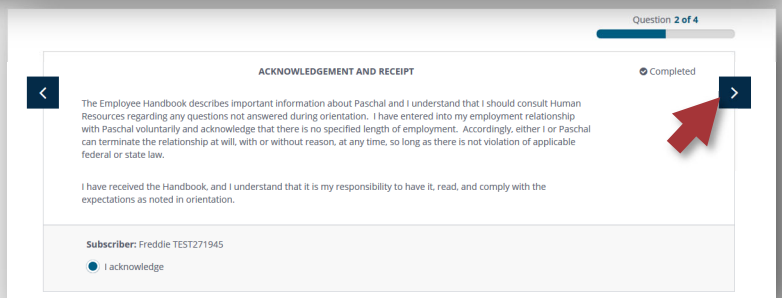 Question 2 of 4
ACKNOWLEDGEMENT AND RECEIPT
Completed
The Employee Handbook describes important information about Paschal and I understand that I should consult Human
Resources regarding any questions not answered during orientation. I have entered into my employment relationship
with Paschal voluntarily and acknowledge that there is no specified length of employment. Accordingly, either I or Paschal
can terminate the relationship at will, with or without reason, at any time, so long as there is not violation of applicable
federal or state law.
I have received the Handbook, and I understand that it is my responsibility to have it, read, and comply with the
expectations as noted in orientation.
Subscriber: Freddie TEST271945
I acknowledge